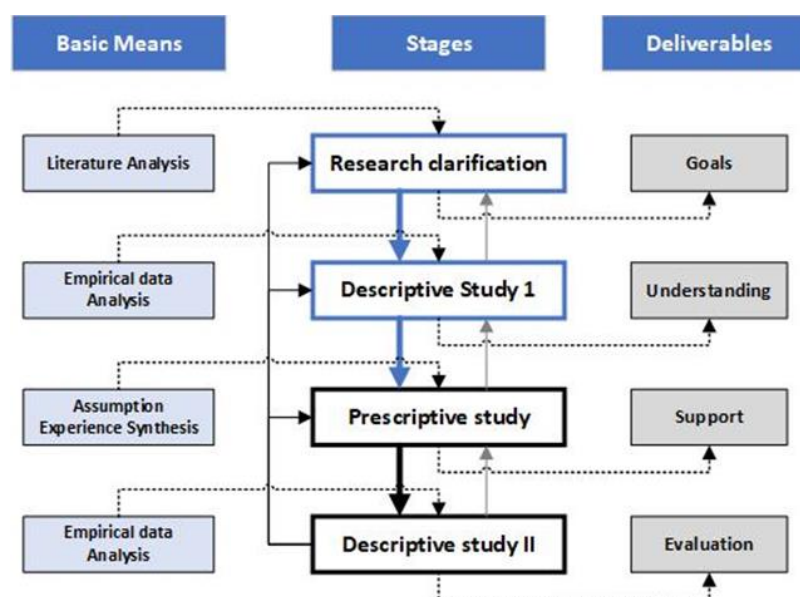 Basic Means
Stages
Deliverables
Literature Analysis
Research clarification
Goals
Empirical data
Analysis
Descriptive Study 1
Understanding
Assumption
Experience Synthesis
Prescriptive study
Support
Empirical data
Analysis
Descriptive study II
Evaluation